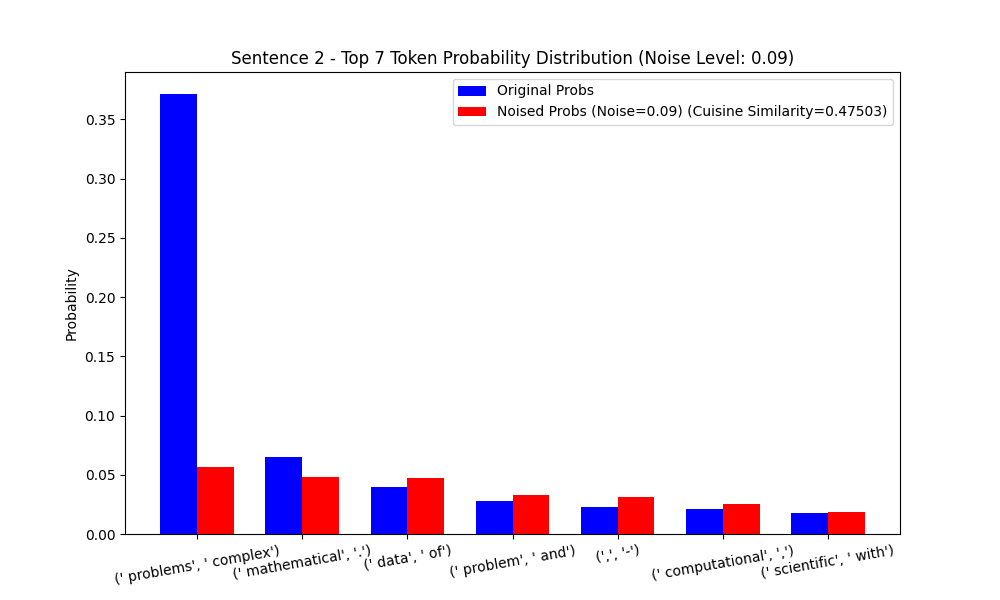 Sentence 2 - Top 7 Token Probability Distribution (Noise Level: 0.09)
Original Probs
Noised Probs (Noise=0.09) (Cuisine Similarity=0.47503)
Probability
0.35
0.30
0.25
0.20
0.15
0.10
0.05
0.00
(' problems', ' complex')
(' mathematical', '.')
(' data', ' of')
(' problem', ' and')
(',', '-')
(' computational', ',')
(' scientific', ' with')